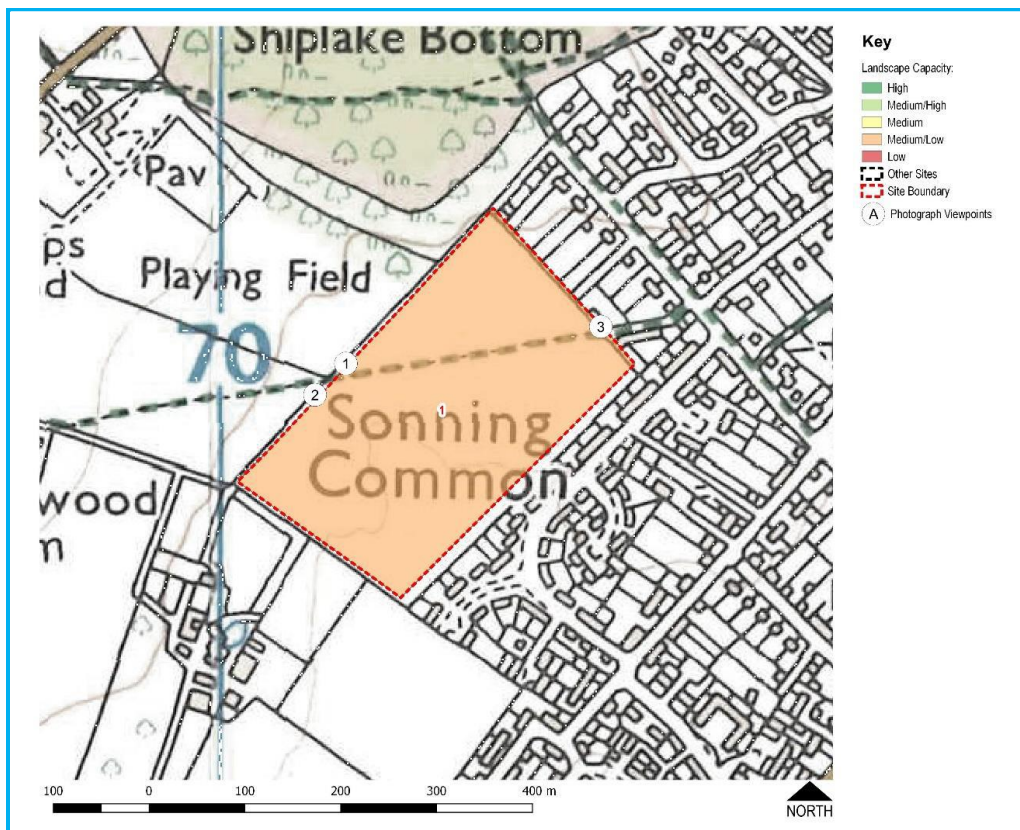 Shiplake Bottom
Pav
ps
d
Playing Field
70
3
1
2
1
Sonning
Common
wood
m
100 0 100 200 300 400 m
NORTH
Key
Landscape Capacity:
High
Medium/High
Medium
Medium/Low
Low
Other Sites
Site Boundary
A Photograph Viewpoints